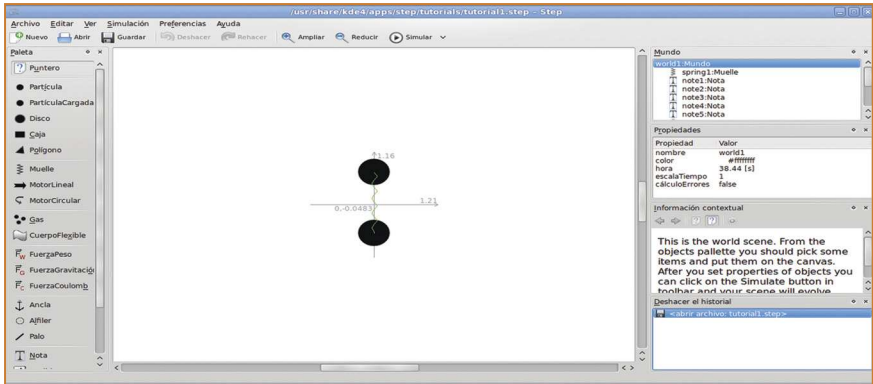 /usr/share/kde4/apps/step/tutorials/tutorial1.step – Step
Archivo Editar Ver Simulación Preferencias Ayuda
Nuevo Abrir Guardar Deshacer Rehacer Ampliar Reducir Simular
Paleta
Puntero
Partícula
PartículaCargada
Disco
Caja
Polígono
Muelle
MotorLineal
MotorCircular
Gas
CuerpoFlexible
FuerzaPeso
FuerzaGravitació
FuerzaCoulomb
Ancla
Alfiler
Palo
Nota
1.16
1.21
0,-0.0483
Mundo
world1:Mundo
spring1:Muelle
note1:Nota
note2:Nota
note3:Nota
note4:Nota
note5:Nota
Propiedades
Propiedad Valor
nombre world1
color #ffffffff
hora 38.44 [s]
escalaTiempo 1
cálculoErrores false
Información contextual
This is the world scene. From the
objects pallette you should pick some
items and put them on the canvas.
After you set properties of objects you
can click on the Simulate button in
toolbar and your scene will evolve
Deshacer el historial
<abrir archivo: tutorial1.step>